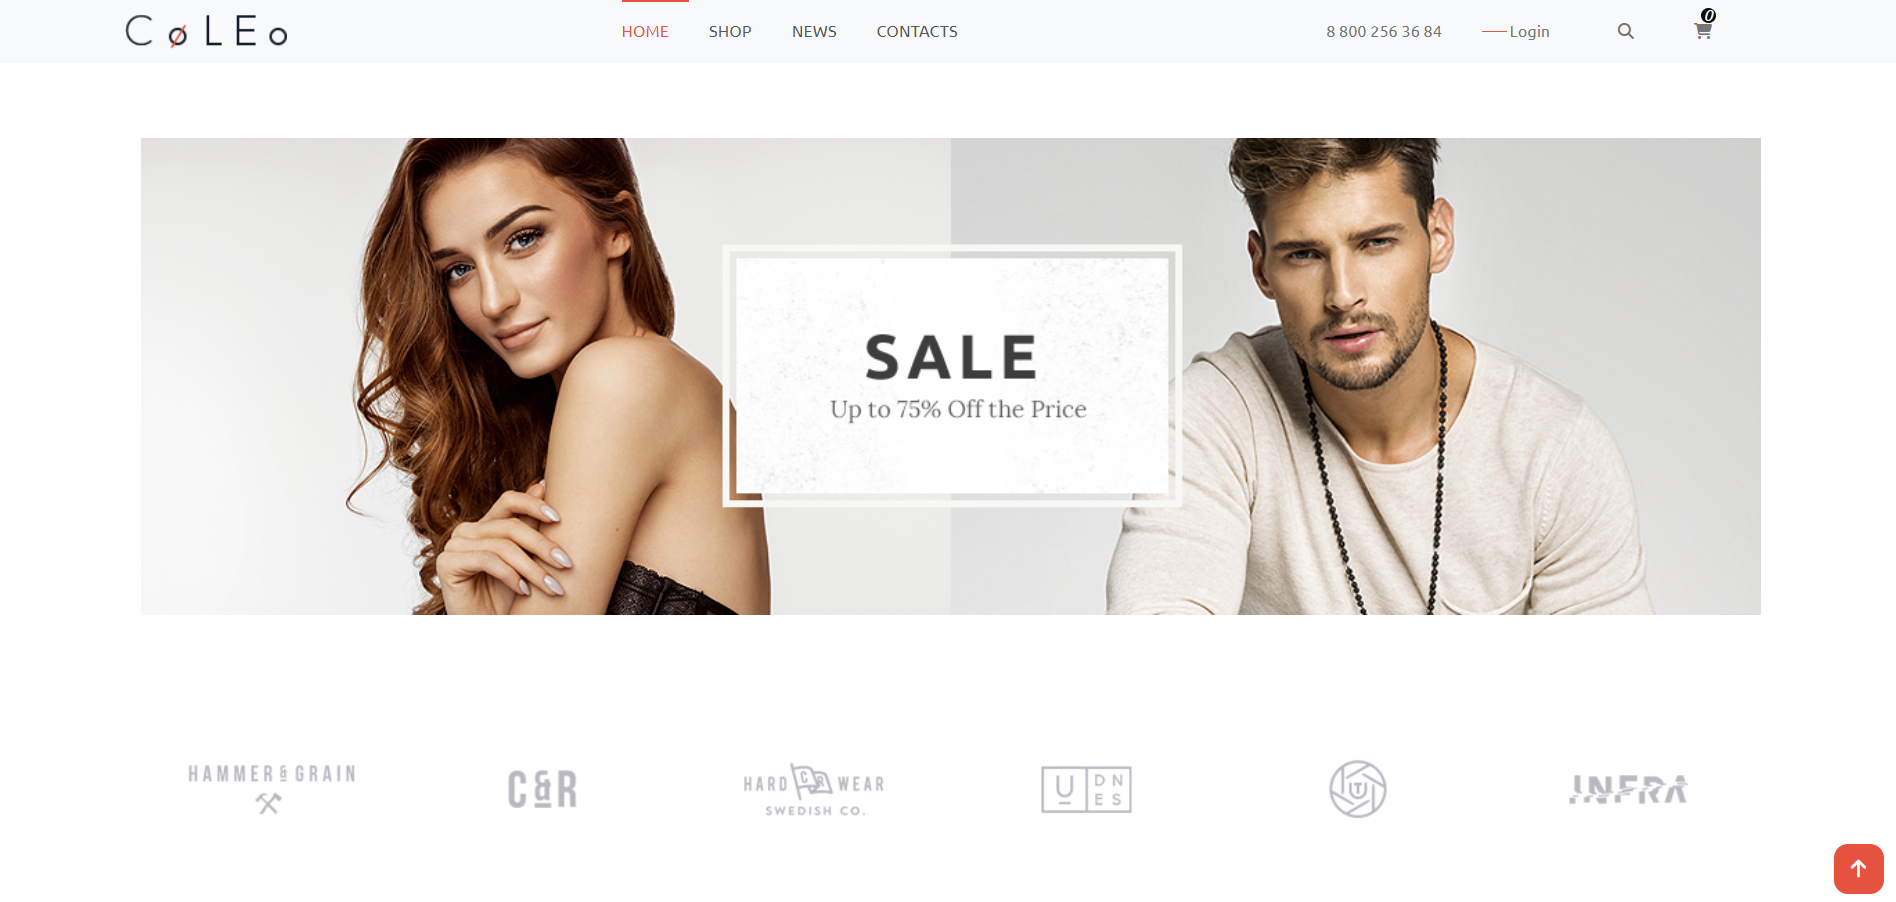 CøLEo
HOME SHOP NEWS CONTACTS 8 800 256 36 84 Login 0
SALE
Up to 75% Off the Price
HAMMER & GRAIN
C&R
HARD CR WEAR
SWEDISH CO.
U DN
ES
U
INFRA